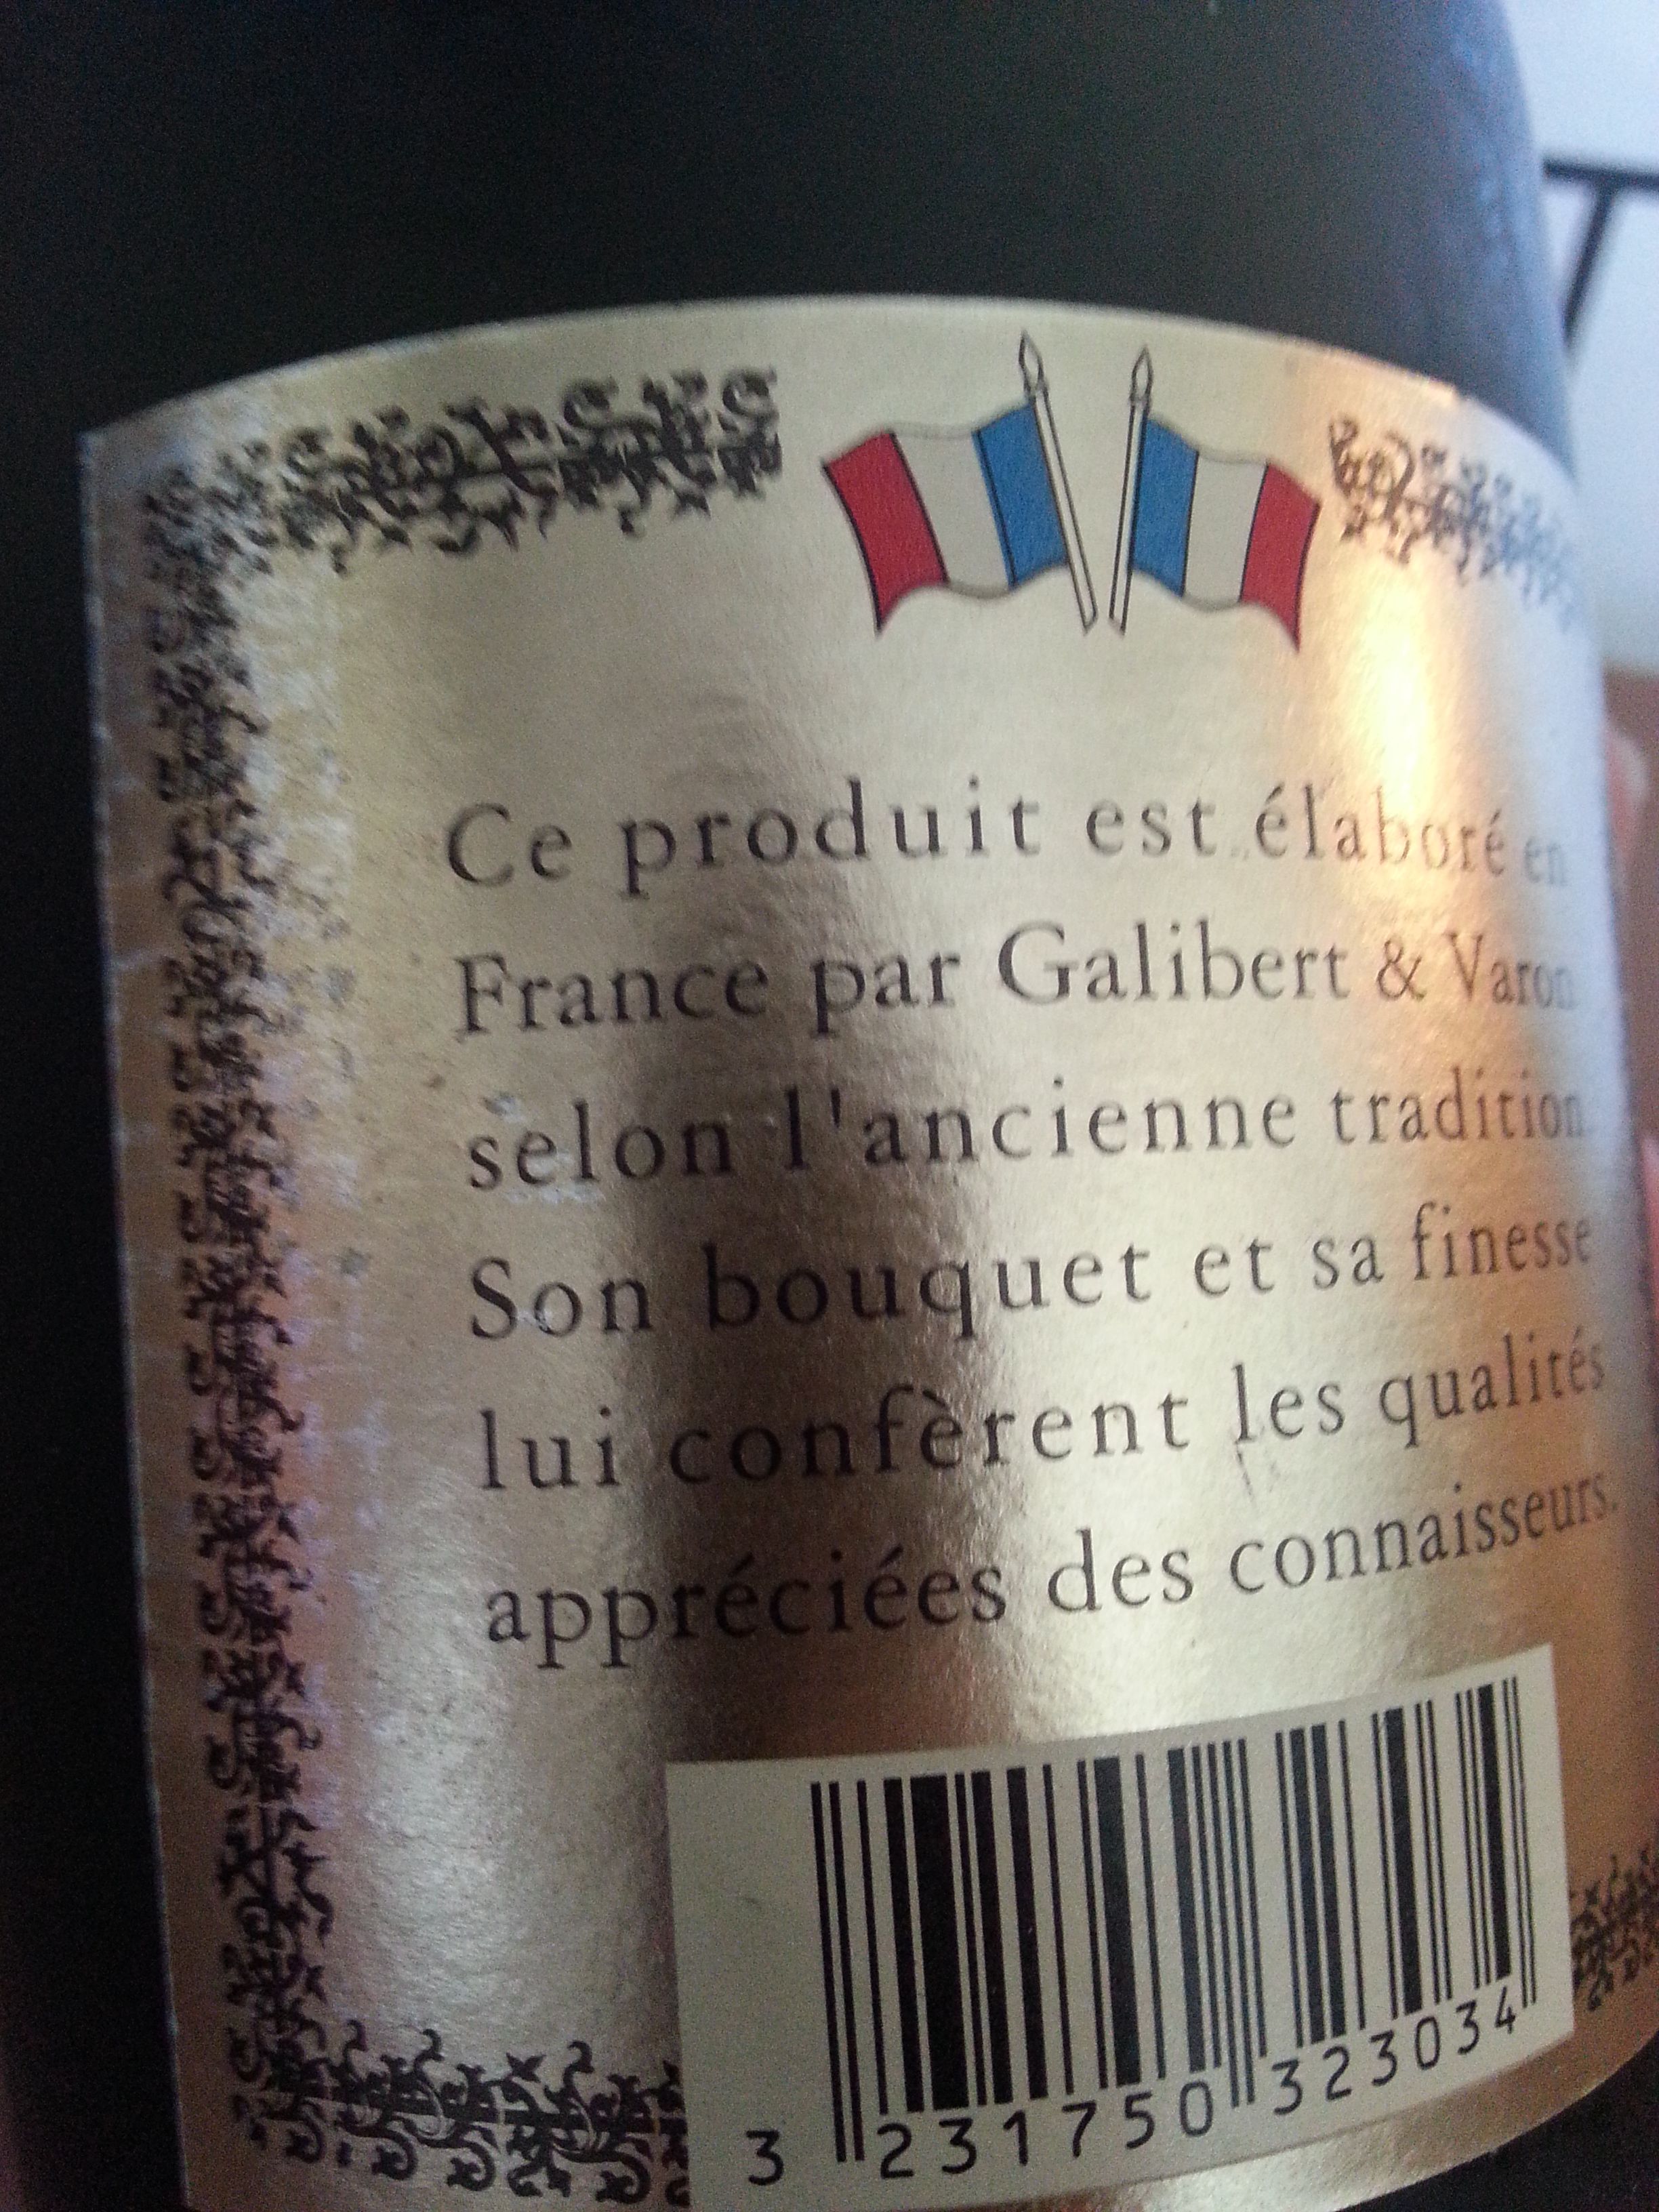 Ce produit est élaboré en
France par Galibert & Varon
selon l'ancienne tradition
Son bouquet et sa finesse
lui confèrent les qualités
appréciées des connaisseurs.
3 231750 323034